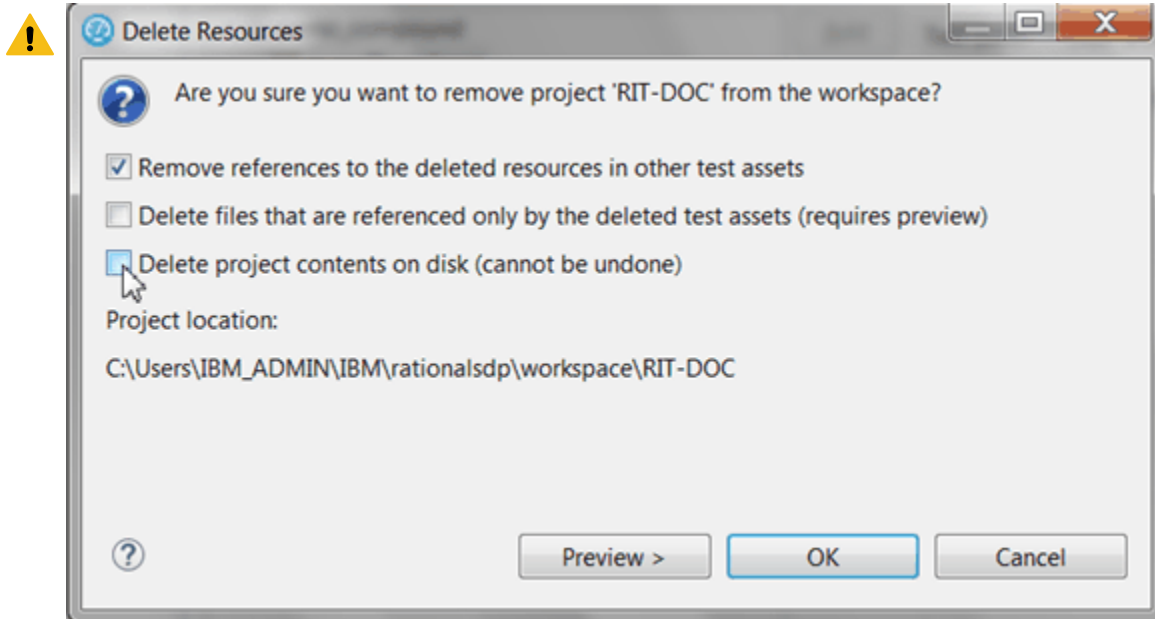 Delete Resources
Are you sure you want to remove project 'RIT-DOC' from the workspace?
Remove references to the deleted resources in other test assets
Delete files that are referenced only by the deleted test assets (requires preview)
Delete project contents on disk (cannot be undone)
Project location:
C:\Users\IBM_ADMIN\IBM\rationalsdp\workspace\RIT-DOC
Preview >
OK
Cancel